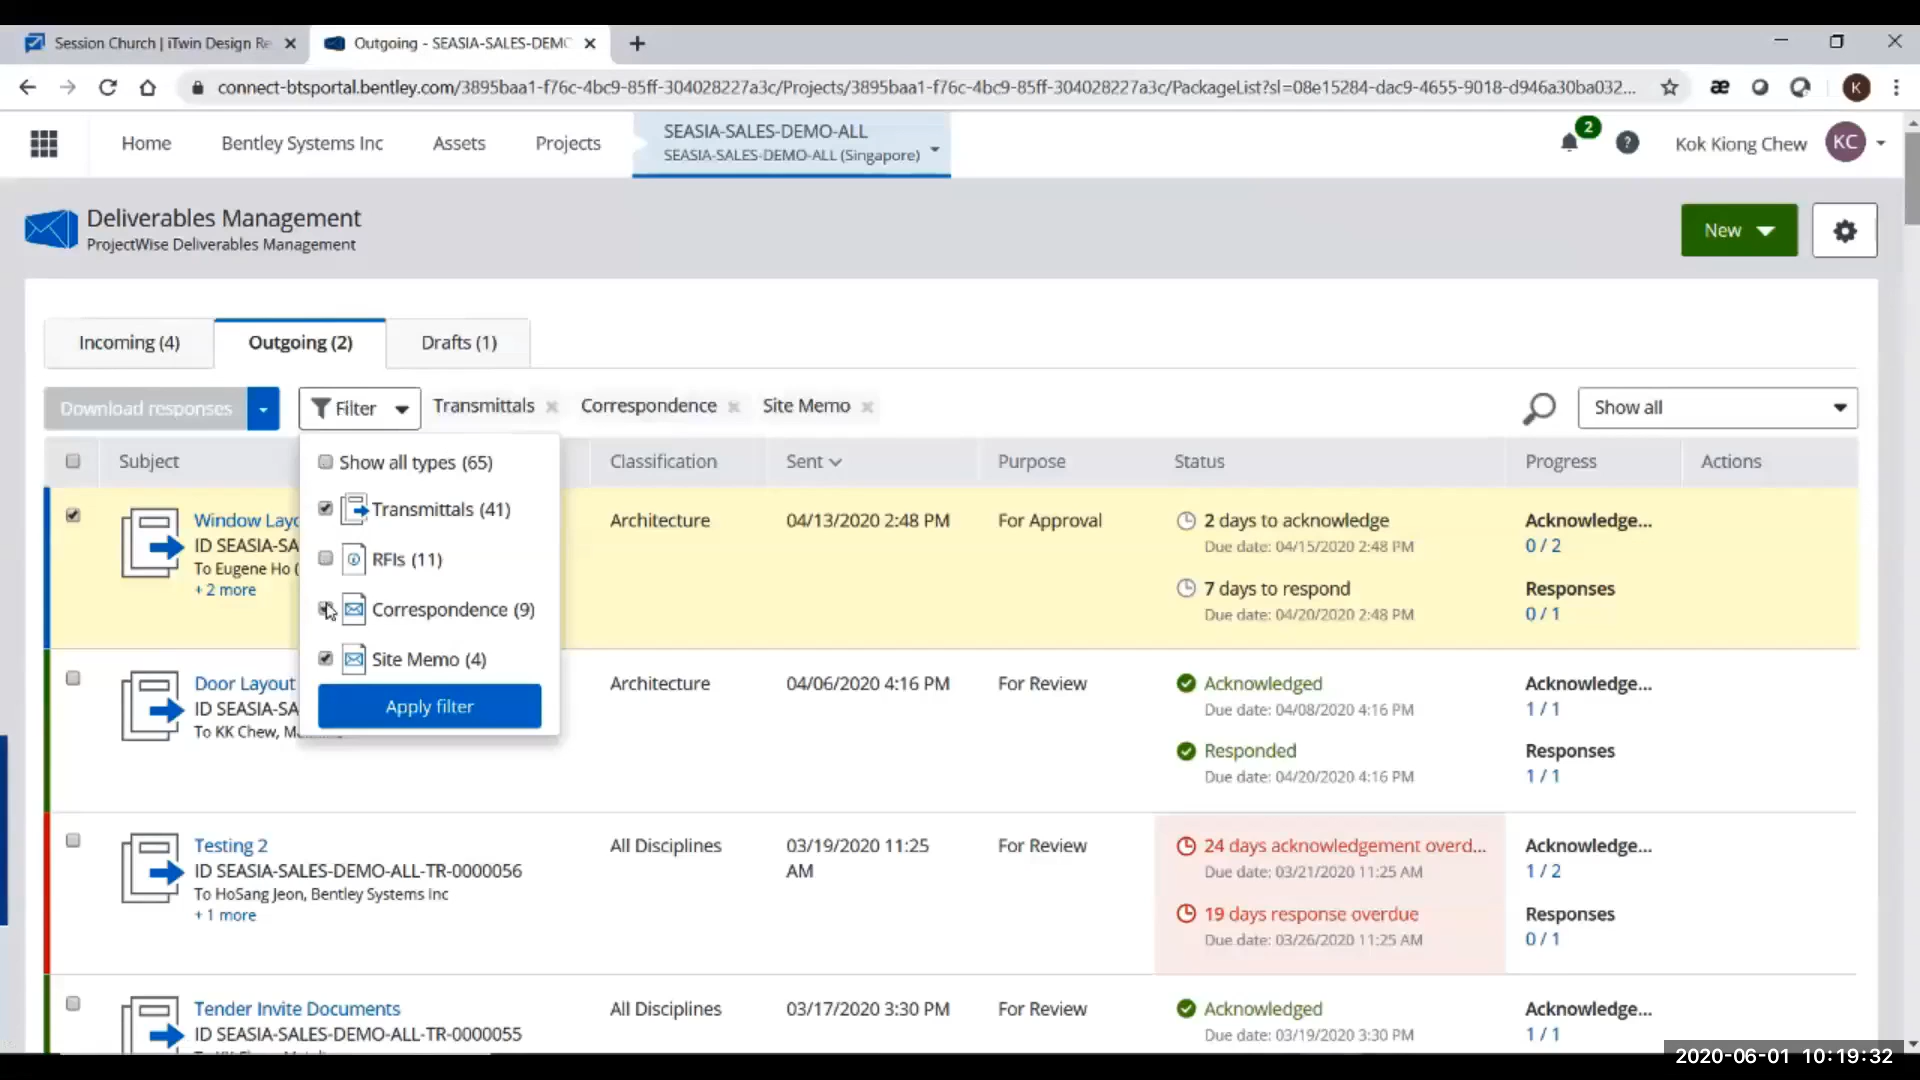 Session Church | iTwin Design Re
Outgoing - SEASIA-SALES-DEMO
connect-btsportal.bentley.com/3895baa1-f76c-4bc9-85ff-304028227a3c/Projects/3895baa1-f76c-4bc9-85ff-304028227a3c/PackageList?sl=08e15284-dac9-4655-9018-d946a30ba032...
æ
K
Home
Bentley Systems Inc
Assets
Projects
SEASIA-SALES-DEMO-ALL
SEASIA-SALES-DEMO-ALL (Singapore)
2
?
Kok Kiong Chew
KC
Deliverables Management
ProjectWise Deliverables Management
New
Incoming (4)
Outgoing (2)
Drafts (1)
Download responses
Filter
Transmittals
Correspondence
Site Memo
Show all
Subject
Classification
Sent
Purpose
Status
Progress
Actions
Show all types (65)
Transmittals (41)
RFIs (11)
Correspondence (9)
Site Memo (4)
Apply filter
Window Layo
ID SEASIA-SA
To Eugene Ho (
+ 2 more
Architecture
04/13/2020 2:48 PM
For Approval
2 days to acknowledge
Due date: 04/15/2020 2:48 PM
7 days to respond
Due date: 04/20/2020 2:48 PM
Acknowledge...
0 / 2
Responses
0 / 1
Door Layout
ID SEASIA-SA
To KK Chew,
Architecture
04/06/2020 4:16 PM
For Review
Acknowledged
Due date: 04/08/2020 4:16 PM
Responded
Due date: 04/20/2020 4:16 PM
Acknowledge...
1 / 1
Responses
1 / 1
Testing 2
ID SEASIA-SALES-DEMO-ALL-TR-0000056
To HoSang Jeon, Bentley Systems Inc
+ 1 more
All Disciplines
03/19/2020 11:25
AM
For Review
24 days acknowledgement overd...
Due date: 03/21/2020 11:25 AM
19 days response overdue
Due date: 03/26/2020 11:25 AM
Acknowledge...
1 / 2
Responses
0 / 1
Tender Invite Documents
ID SEASIA-SALES-DEMO-ALL-TR-0000055
All Disciplines
03/17/2020 3:30 PM
For Review
Acknowledged
Due date: 03/19/2020 3:30 PM
Acknowledge...
1 / 1
2020-06-01 10:19:32